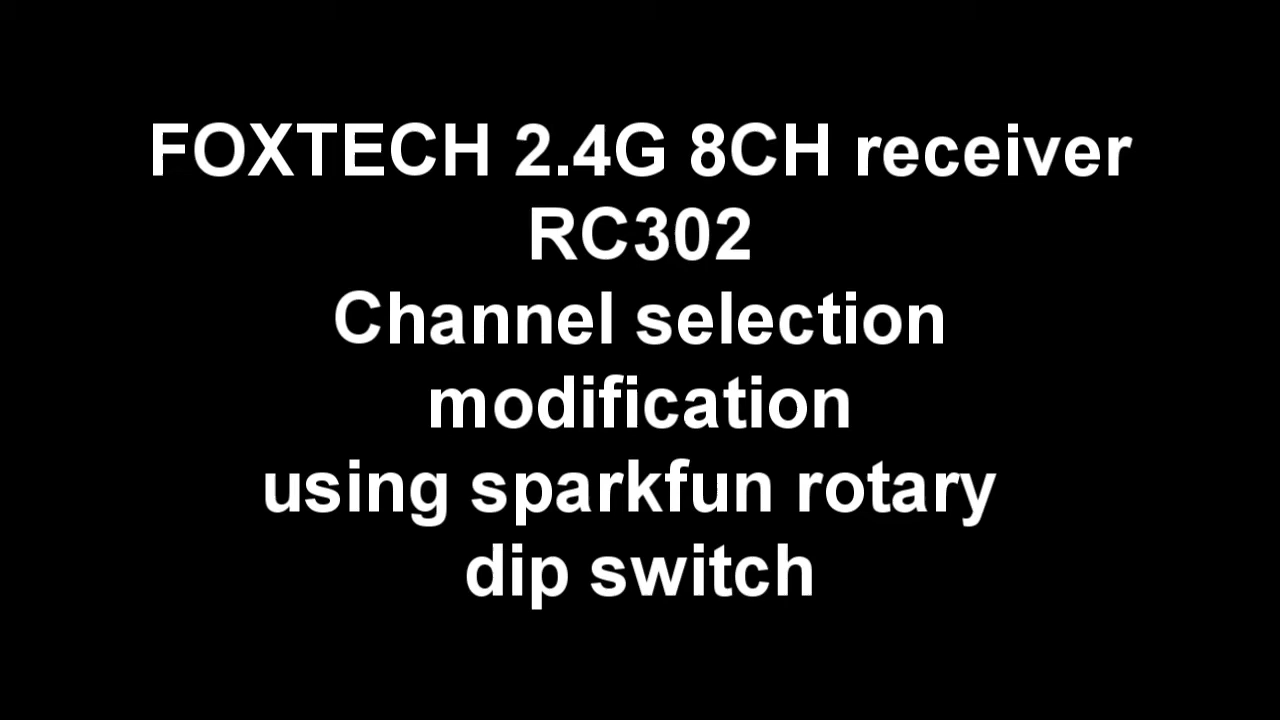 FOXTECH 2.4G 8CH receiver
RC302
Channel selection
modification
using sparkfun rotary
dip switch